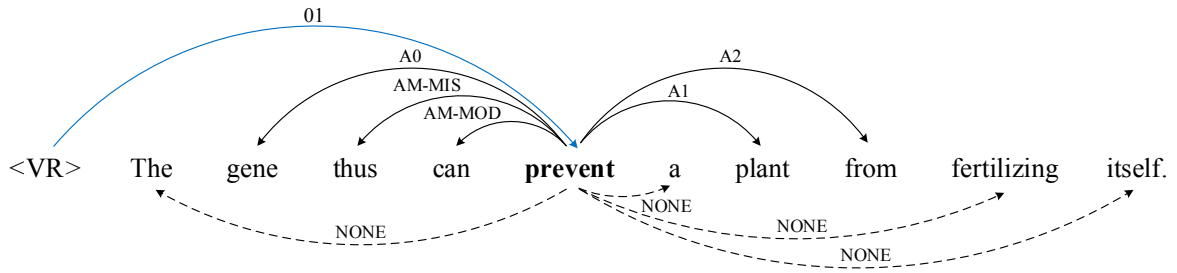 01
A0
A2
AM-MIS
A1
AM-MOD
<VR> The gene thus can prevent a plant from fertilizing itself.
NONE
NONE
NONE
NONE